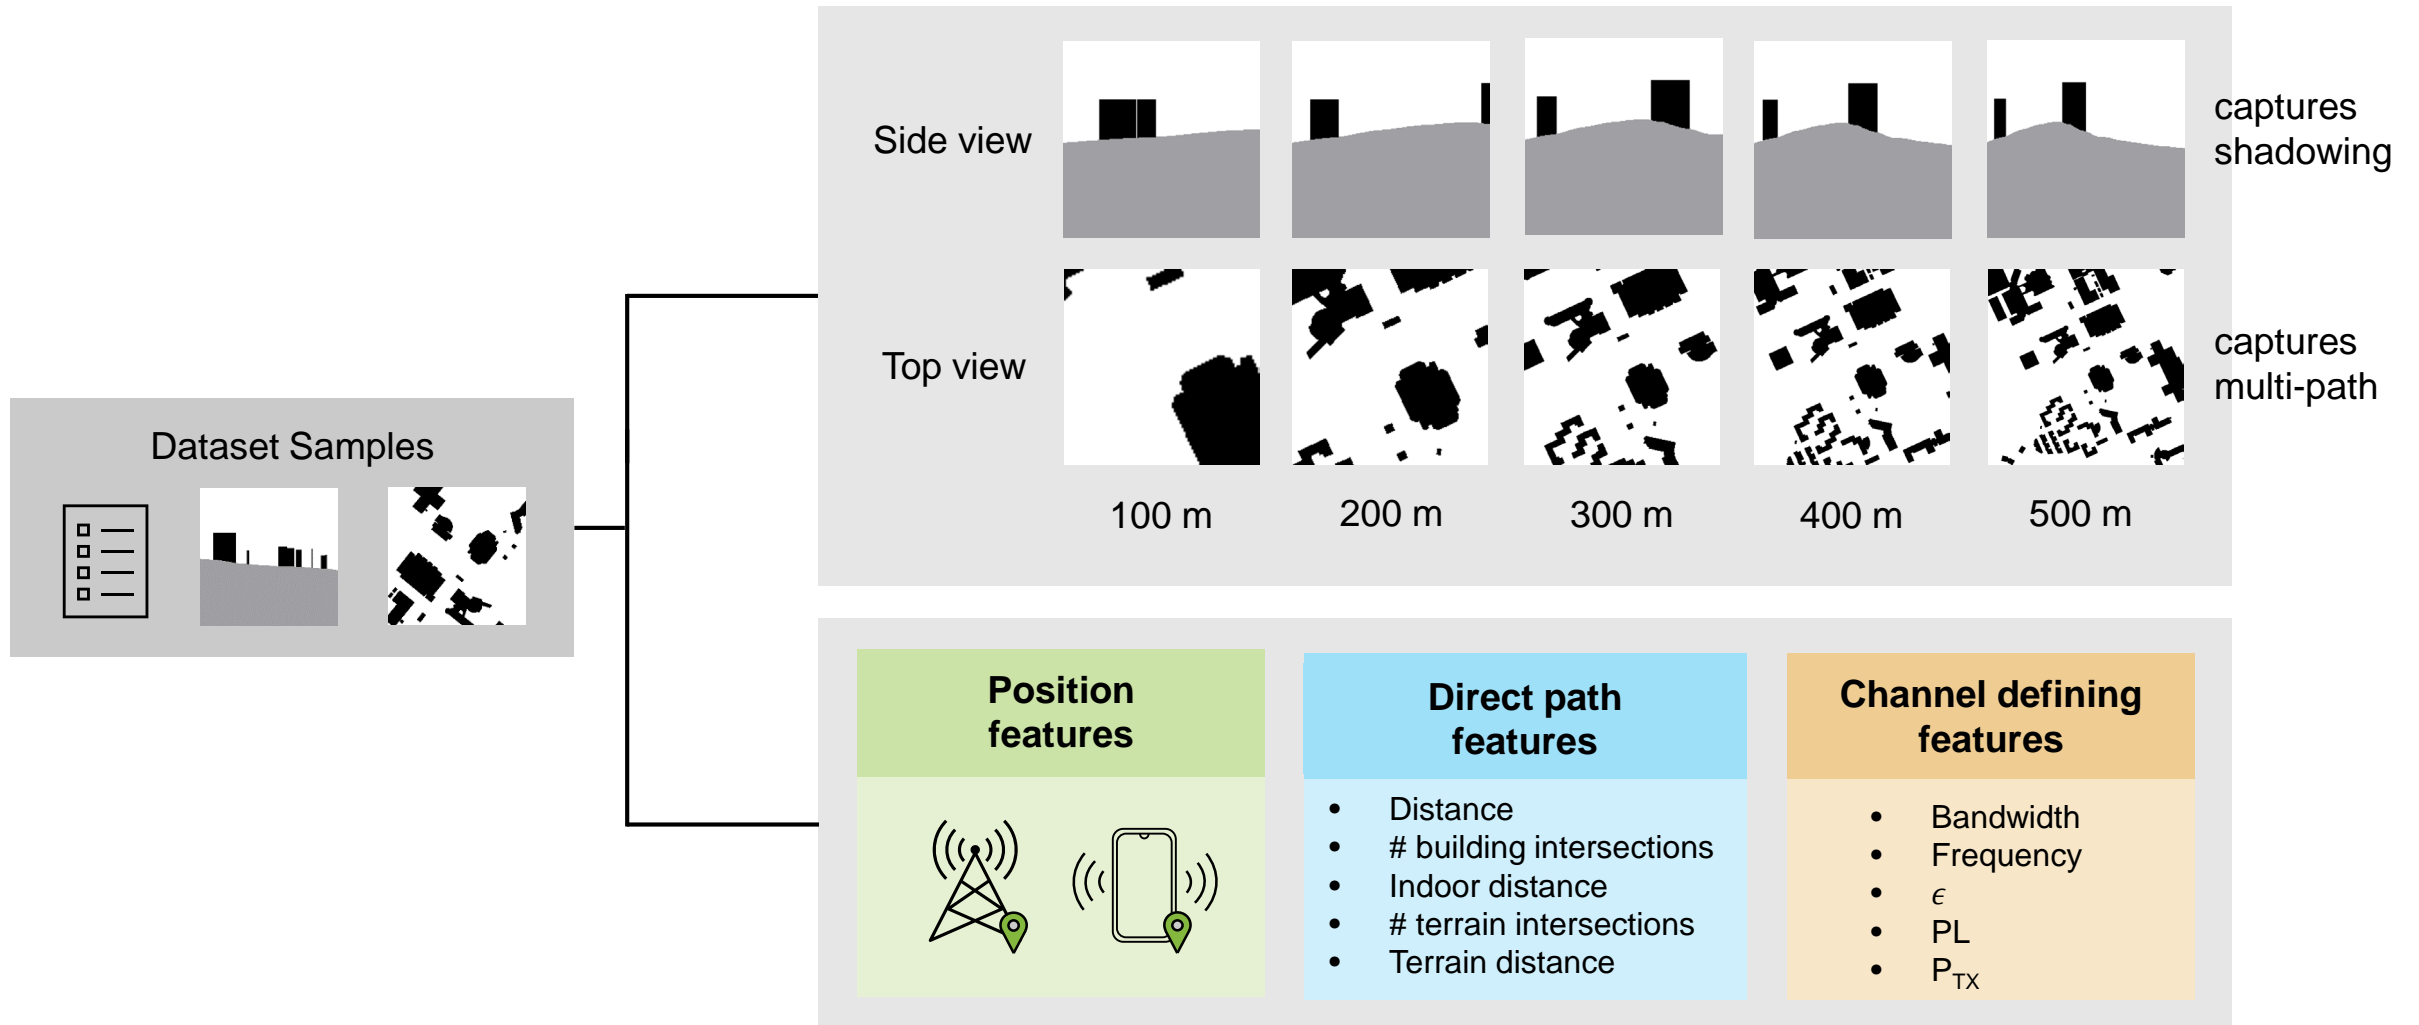 Side view
captures
shadowing
Top view
captures
multi-path
100 m
200 m
300 m
400 m
500 m
Dataset Samples
Position
features
Direct path
features
• Distance
• # building intersections
• Indoor distance
• # terrain intersections
• Terrain distance
Channel defining
features
• Bandwidth
• Frequency
• ϵ
• PL
• P_TX